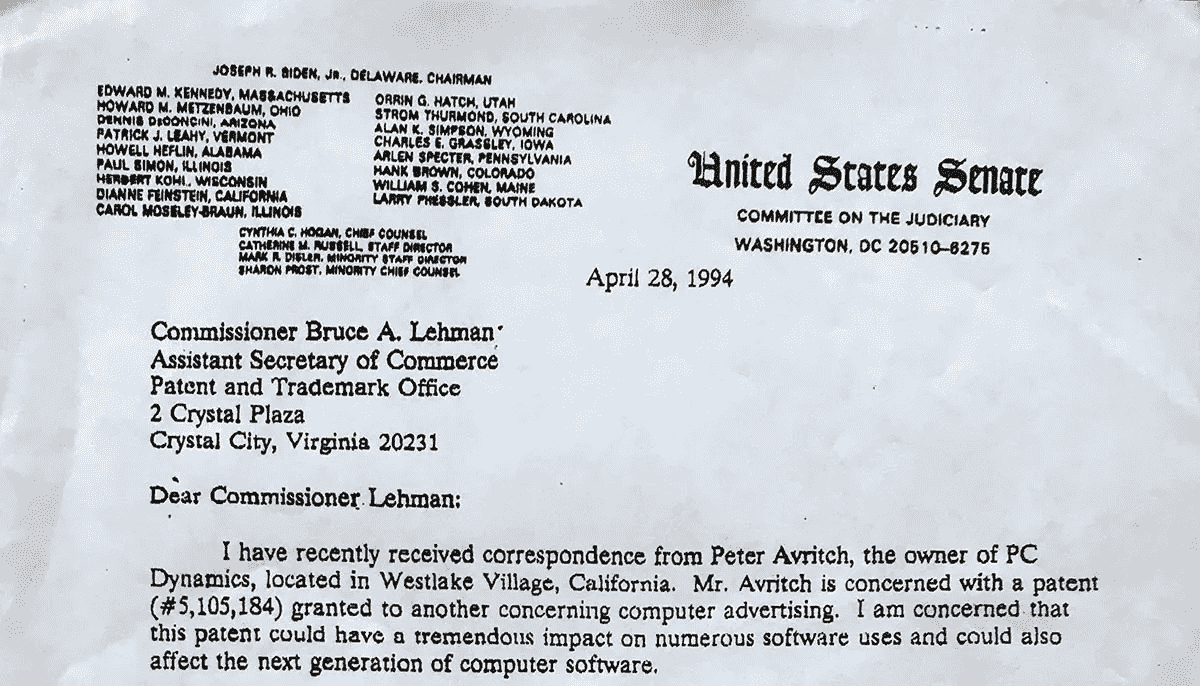 JOSEPH R. BIDEN, JR., DELAWARE, CHAIRMAN
EDWARD M. KENNEDY, MASSACHUSETTS
HOWARD M. METZENBAUM, OHIO
DENNIS DeCONCINI, ARIZONA
PATRICK J. LEAHY, VERMONT
HOWELL HEFLIN, ALABAMA
PAUL SIMON, ILLINOIS
HERBERT KOHL, WISCONSIN
DIANNE FEINSTEIN, CALIFORNIA
CAROL MOSELEY-BRAUN, ILLINOIS
ORRIN G. HATCH, UTAH
STROM THURMOND, SOUTH CAROLINA
ALAN K. SIMPSON, WYOMING
CHARLES E. GRASSLEY, IOWA
ARLEN SPECTER, PENNSYLVANIA
HANK BROWN, COLORADO
WILLIAM S. COHEN, MAINE
LARRY PRESSLER, SOUTH DAKOTA
CYNTHIA C. HOGAN, CHIEF COUNSEL
CATHERINE M. RUSSELL, STAFF DIRECTOR
MARK R. DISLER, MINORITY STAFF DIRECTOR
SHARON PROST, MINORITY CHIEF COUNSEL
United States Senate
COMMITTEE ON THE JUDICIARY
WASHINGTON, DC 20510-6275
April 28, 1994
Commissioner Bruce A. Lehman
Assistant Secretary of Commerce
Patent and Trademark Office
2 Crystal Plaza
Crystal City, Virginia 20231
Dear Commissioner Lehman:
I have recently received correspondence from Peter Avritch, the owner of PC
Dynamics, located in Westlake Village, California. Mr. Avritch is concerned with a patent
(#5,105,184) granted to another concerning computer advertising. I am concerned that
this patent could have a tremendous impact on numerous software uses and could also
affect the next generation of computer software.